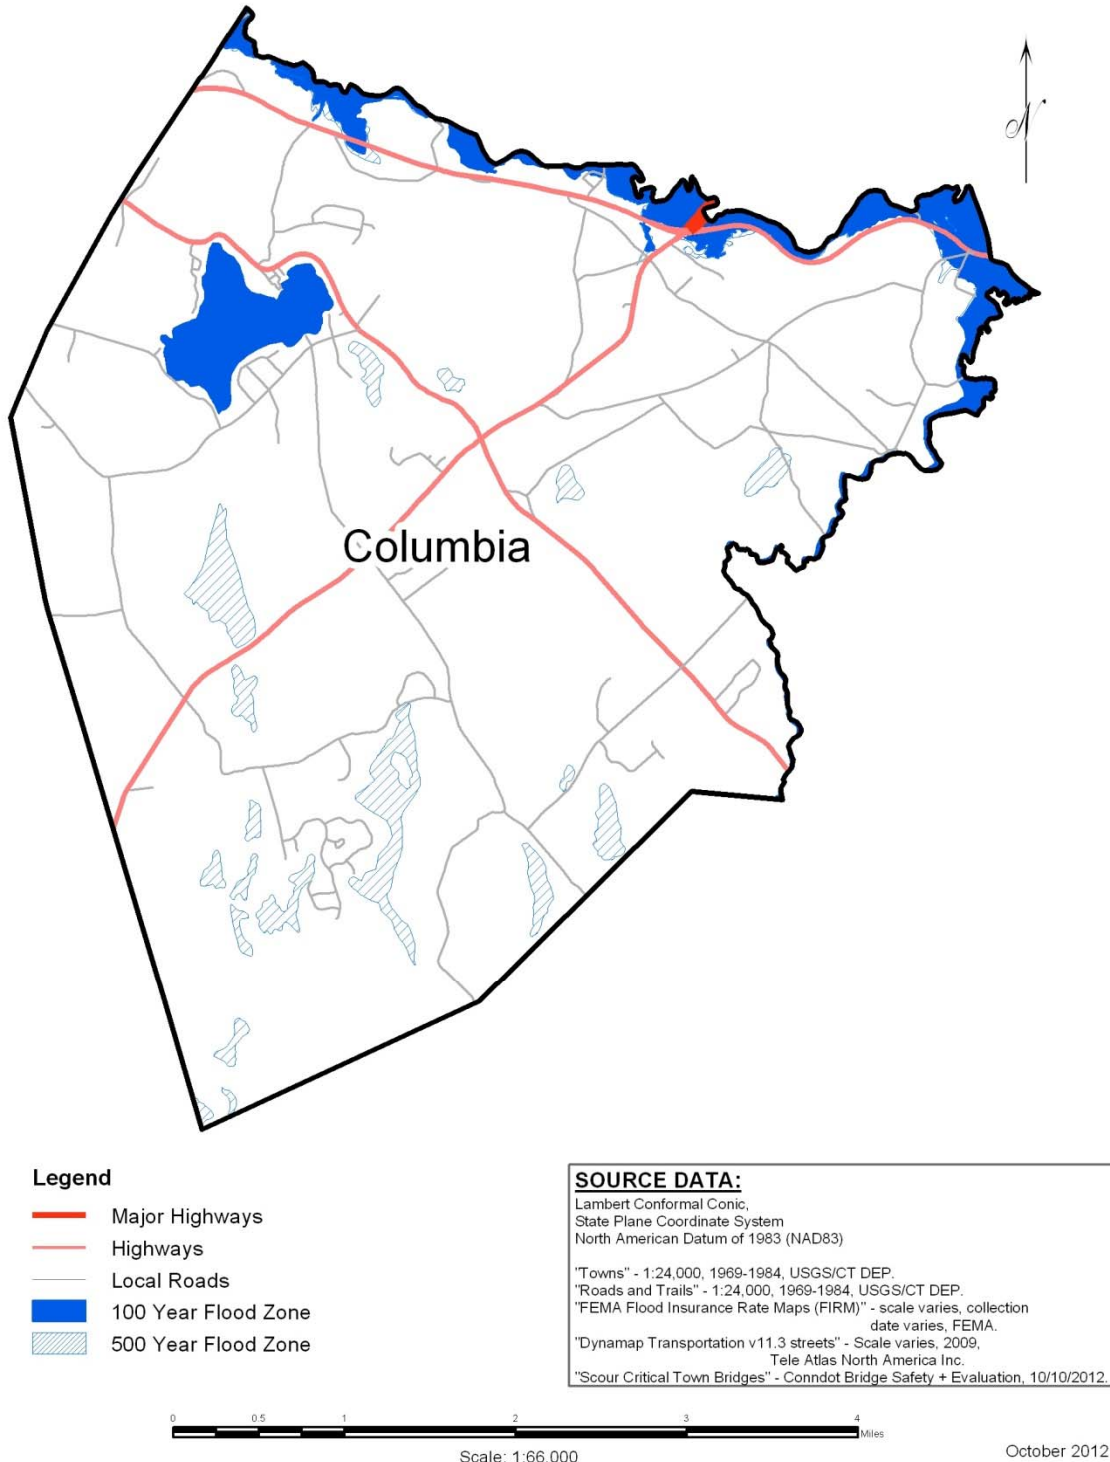 N
Columbia
Legend
Major Highways
Highways
Local Roads
100 Year Flood Zone
500 Year Flood Zone
SOURCE DATA:
Lambert Conformal Conic,
State Plane Coordinate System
North American Datum of 1983 (NAD83)
"Towns" - 1:24,000, 1969-1984, USGS/CT DEP.
"Roads and Trails" - 1:24,000, 1969-1984, USGS/CT DEP.
"FEMA Flood Insurance Rate Maps (FIRM)" - scale varies, collection
date varies, FEMA.
"Dynamap Transportation v11.3 streets" - Scale varies, 2009,
Tele Atlas North America Inc.
"Scour Critical Town Bridges" - Conndot Bridge Safety + Evaluation, 10/10/2012.
0 0.5 1 2 3 4
Miles
Scale: 1:66,000
October 2012